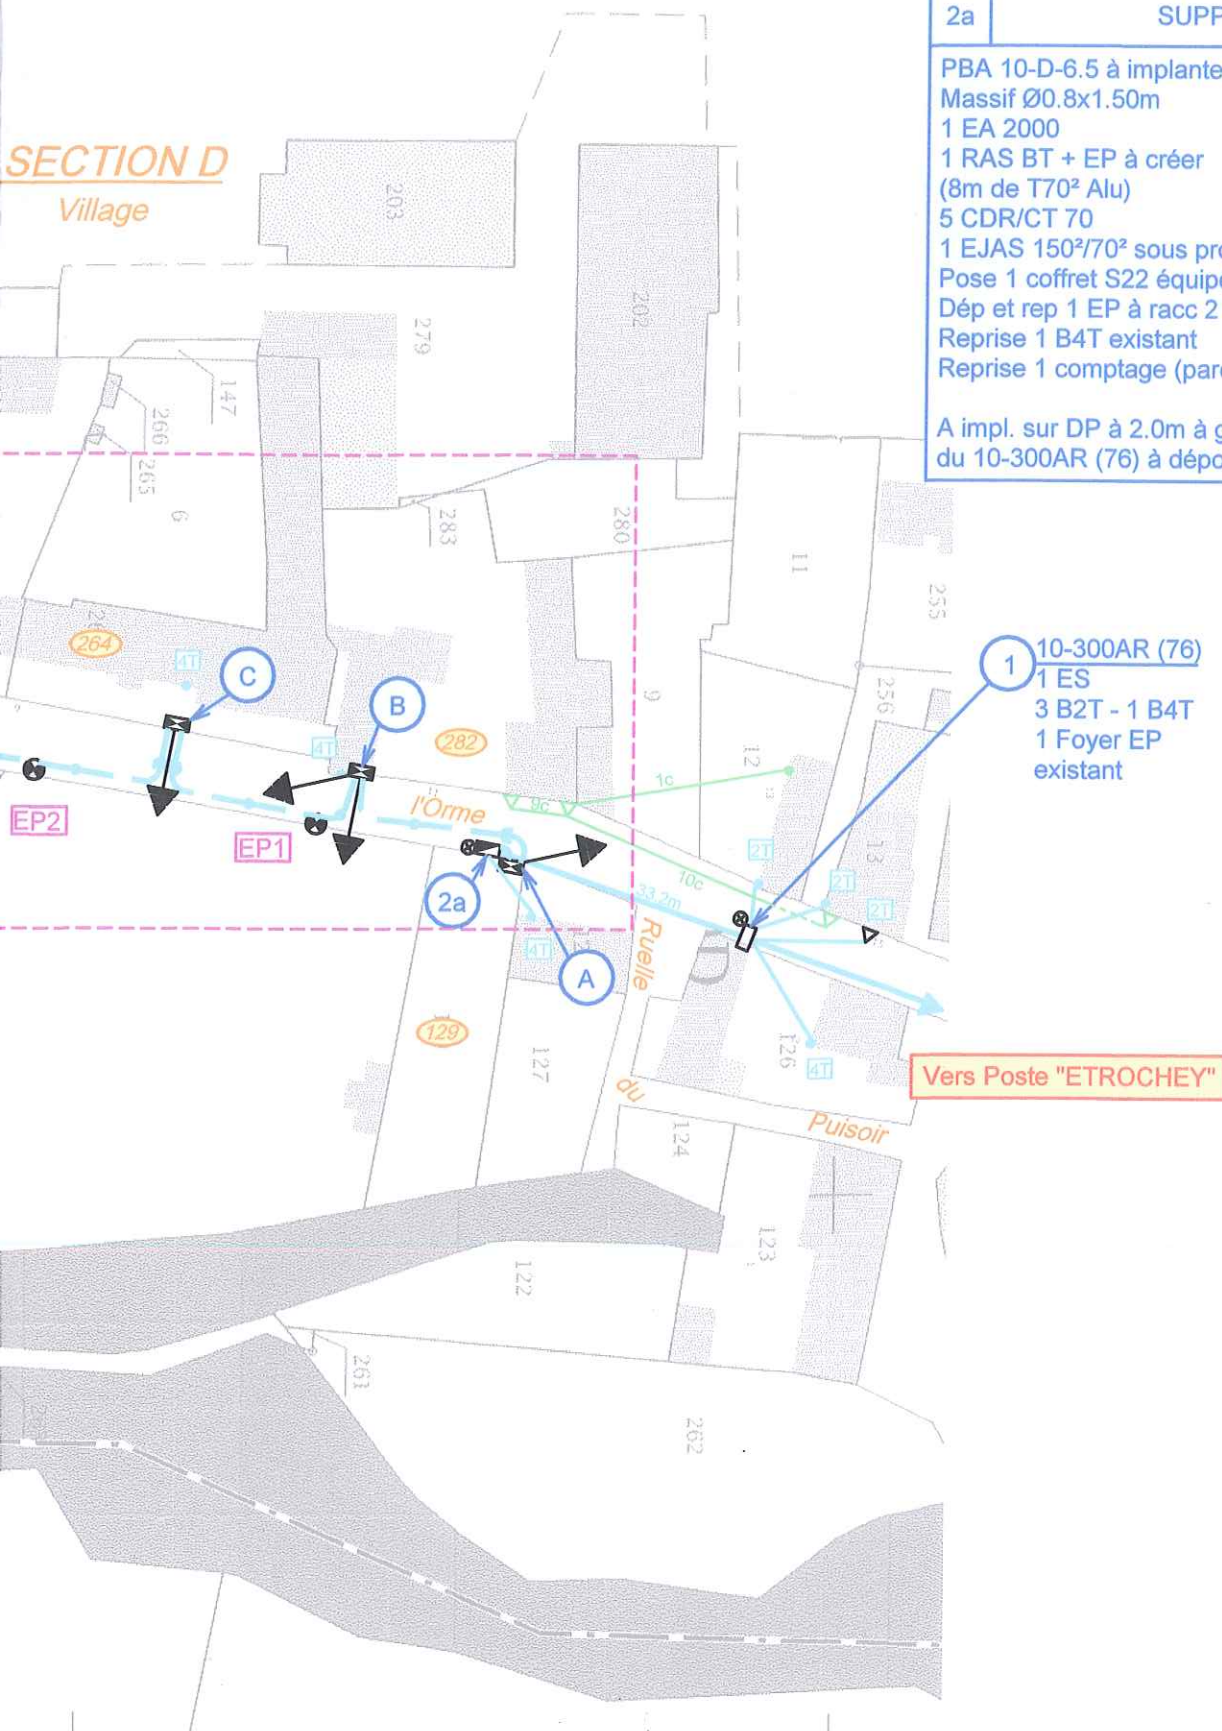 2a
SUPP
PBA 10-D-6.5 à implante
Massif Ø0.8x1.50m
1 EA 2000
1 RAS BT + EP à créer
(8m de T70² Alu)
5 CDR/CT 70
1 EJAS 150²/70² sous pro
Pose 1 coffret S22 équipé
Dép et rep 1 EP à racc 2
Reprise 1 B4T existant
Reprise 1 comptage (parc
A impl. sur DP à 2.0m à g
du 10-300AR (76) à dépo
SECTION D
Village
203
202
279
147
266
265
6
283
280
11
255
264
4T
C
B
4T
282
9
256
1
10-300AR (76)
1 ES
3 B2T - 1 B4T
1 Foyer EP
existant
12
13
1c
9c
l'Orme
EP2
EP1
10c
2T
2T
2T
13
33.2m
2a
4T
A
Ruelle
D
129
127
126
4T
Vers Poste "ETROCHEY"
du
Puisoir
124
123
122
261
262